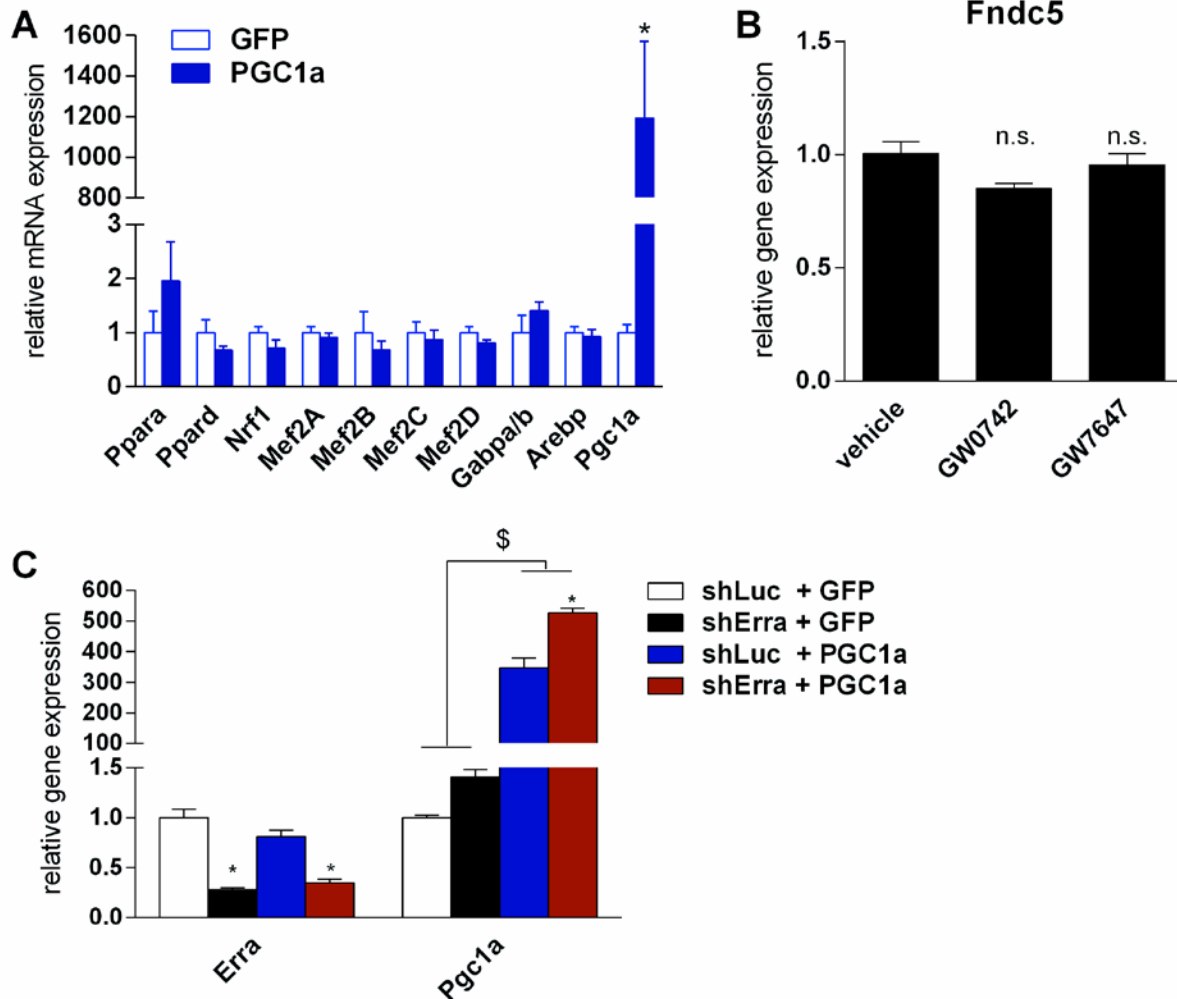 A
relative mRNA expression
1600
1400
1200
1000
800
3
2
1
0
GFP
PGC1a
*
Ppara
Ppard
Nrf1
Mef2A
Mef2B
Mef2C
Mef2D
Gabpa/b
Arebp
Pgc1a
B
Fndc5
relative gene expression
1.5
1.0
0.5
0.0
n.s.
n.s.
vehicle
GW0742
GW7647
C
relative gene expression
600
500
400
300
200
100
1.5
1.0
0.5
0.0
$
*
*
*
Erra
Pgc1a
shLuc + GFP
shErra + GFP
shLuc + PGC1a
shErra + PGC1a